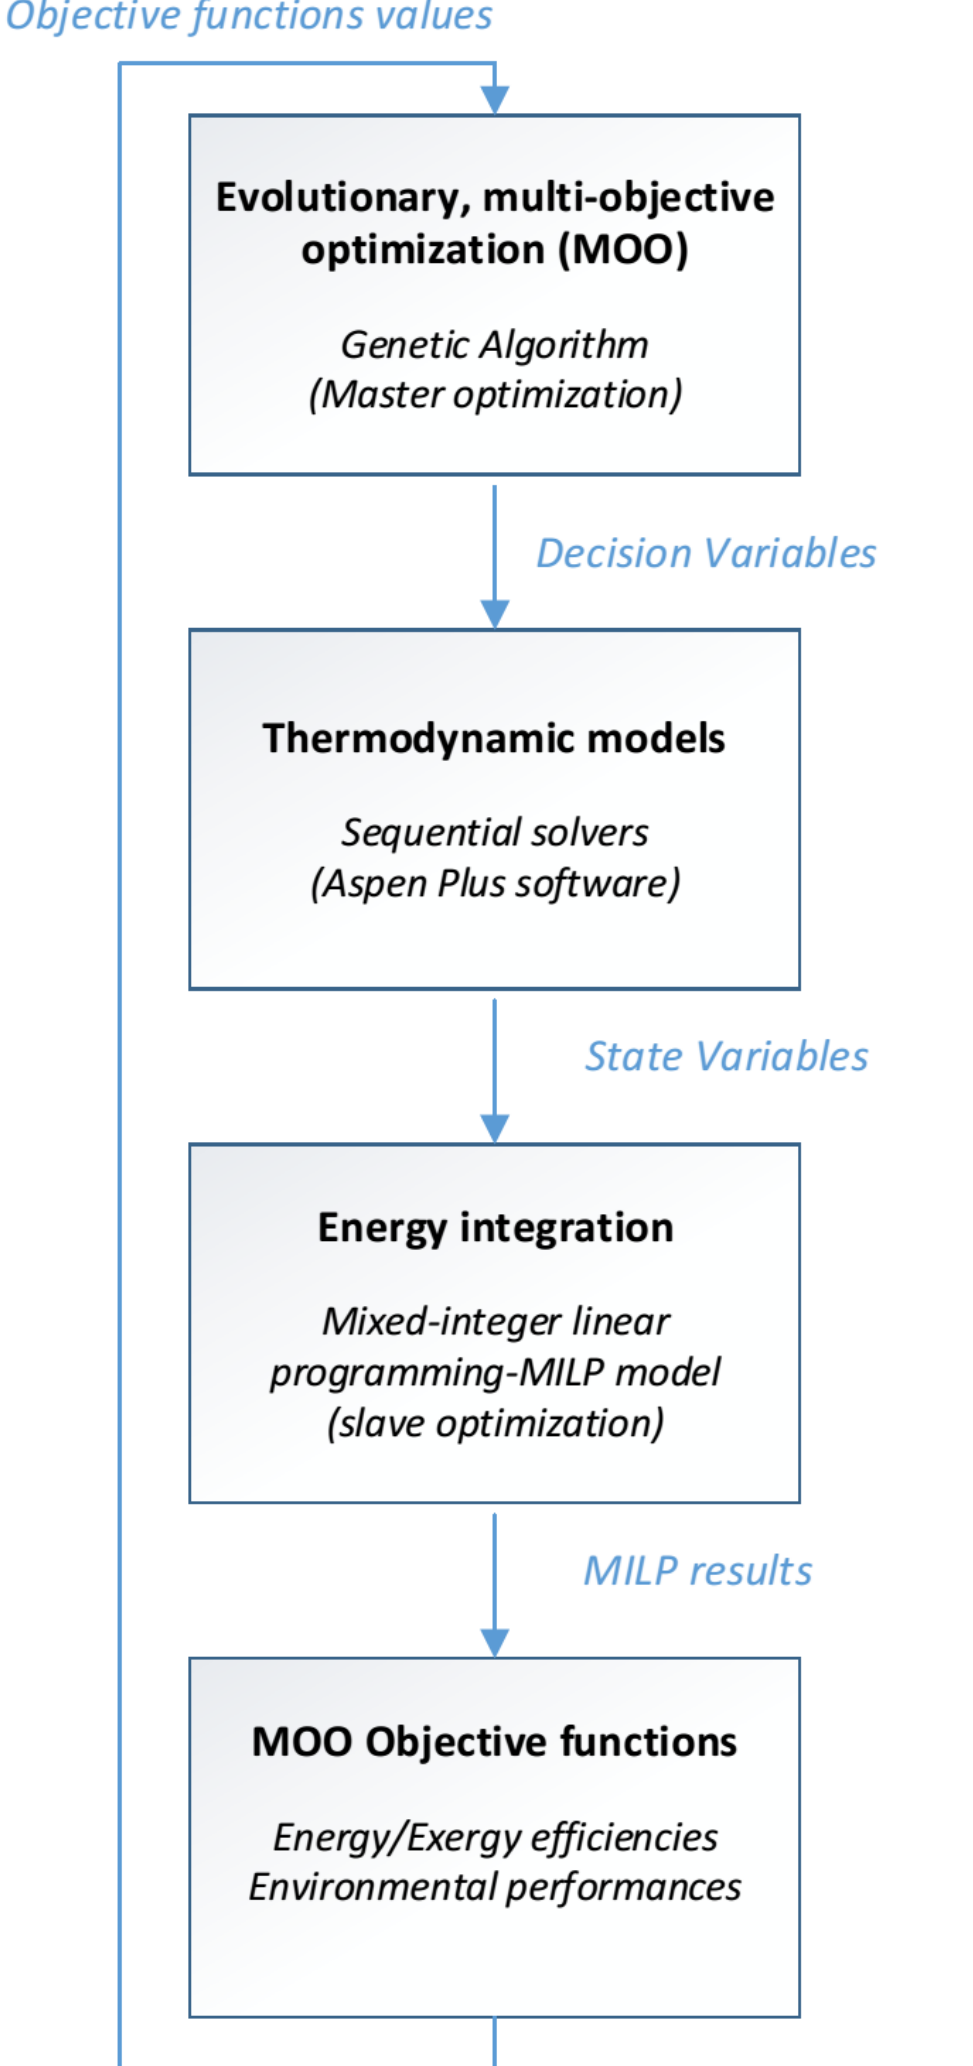 Objective functions values
Evolutionary, multi-objective
optimization (MOO)
Genetic Algorithm
(Master optimization)
Decision Variables
Thermodynamic models
Sequential solvers
(Aspen Plus software)
State Variables
Energy integration
Mixed-integer linear
programming-MILP model
(slave optimization)
MILP results
MOO Objective functions
Energy/Exergy efficiencies
Environmental performances